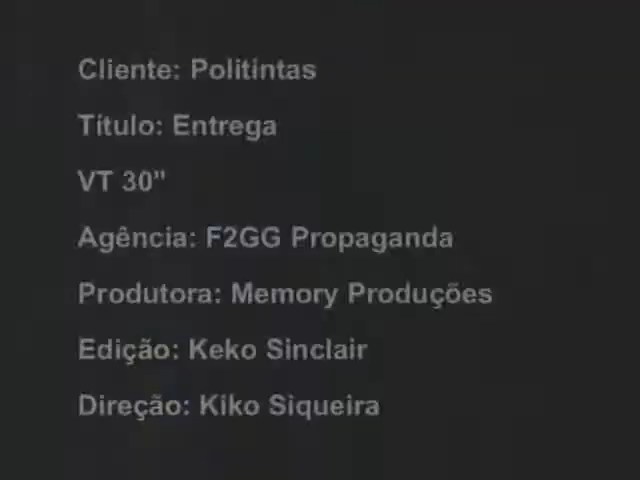 Cliente: Politintas
Título: Entrega
VT 30"
Agência: F2GG Propaganda
Produtora: Memory Produções
Edição: Keko Sinclair
Direção: Kiko Siqueira